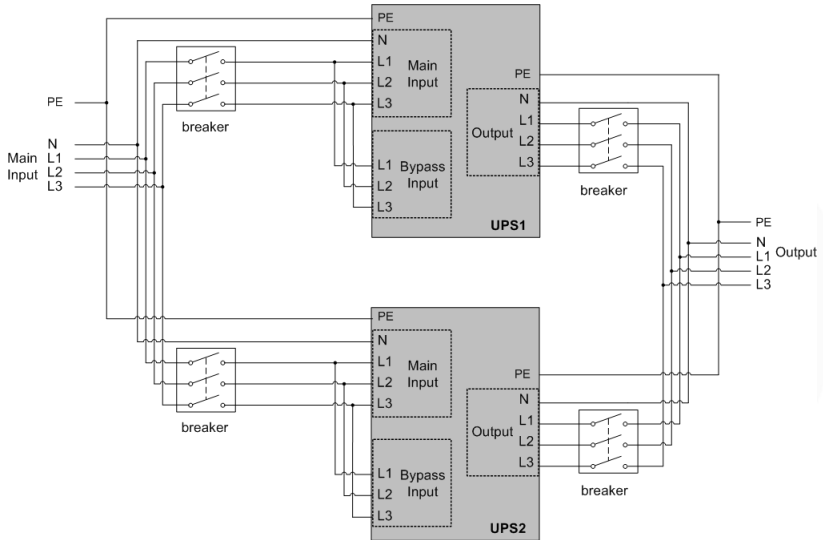 PE
N
Main L1
Input L2
L3
breaker
PE
N
L1
L2
L3
Main
Input
L1
L2
L3
Bypass
Input
UPS1
PE
N
L1
L2
L3
Output
breaker
PE
N
L1
L2
L3
Output
breaker
PE
N
L1
L2
L3
Main
Input
L1
L2
L3
Bypass
Input
UPS2
PE
N
L1
L2
L3
Output
breaker